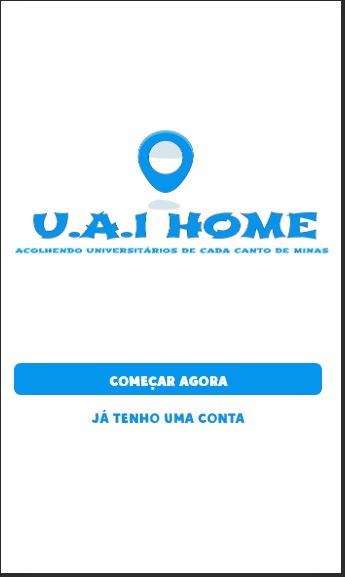 U.A.I HOME
ACOLHENDO UNIVERSITÁRIOS DE CADA CANTO DE MINAS
COMEÇAR AGORA
JÁ TENHO UMA CONTA